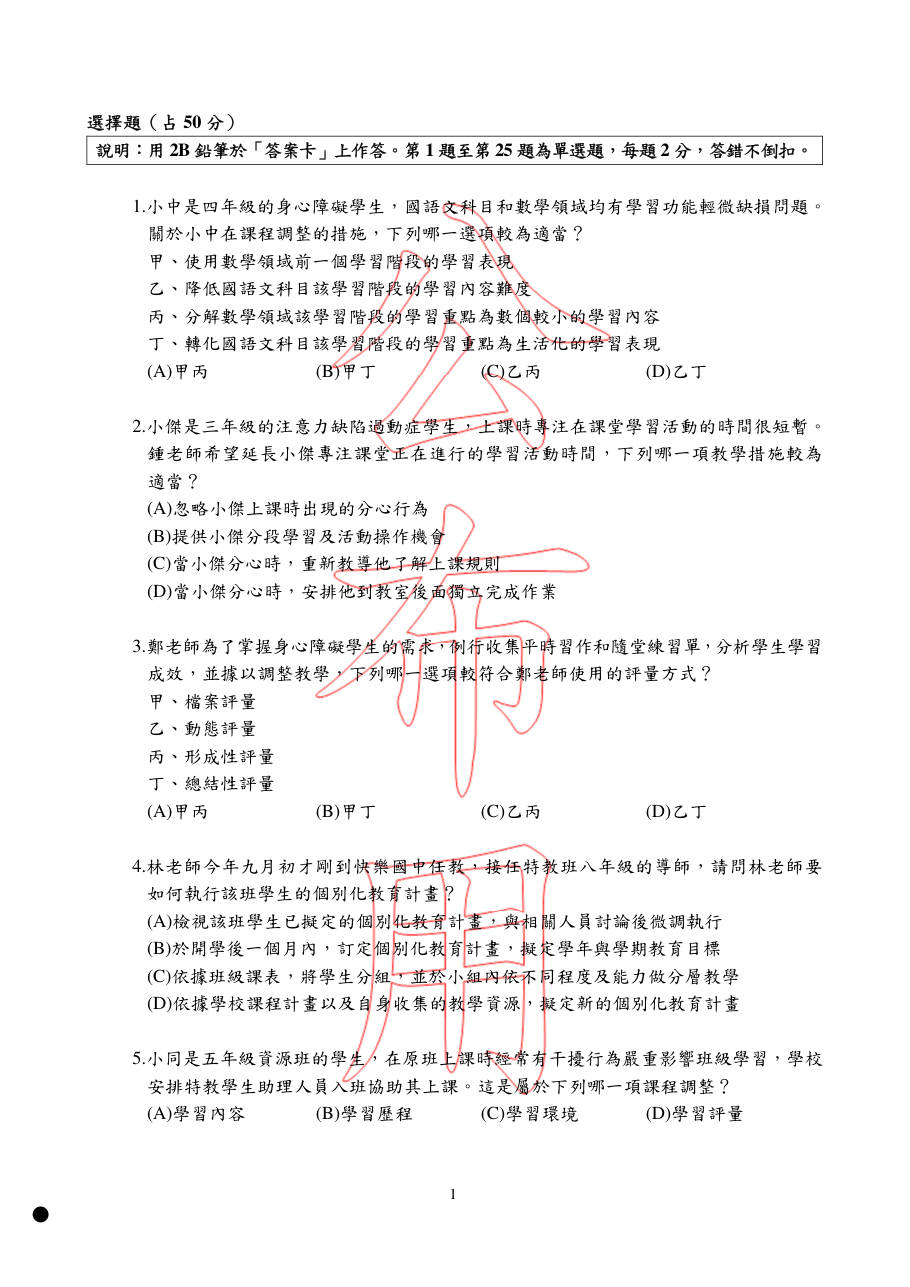 選擇題（占 50 分）
說明：用 2B 鉛筆於「答案卡」上作答。第 1 題至第 25 題為單選題，每題 2 分，答錯不倒扣。
1.小中是四年級的身心障礙學生，國語文科目和數學領域均有學習功能輕微缺損問題。
關於小中在課程調整的措施，下列哪一選項較為適當？
甲、使用數學領域前一個學習階段的學習表現
乙、降低國語文科目該學習階段的學習內容難度
丙、分解數學領域該學習階段的學習重點為數個較小的學習內容
丁、轉化國語文科目該學習階段的學習重點為生活化的學習表現
(A)甲丙 (B)甲丁 (C)乙丙 (D)乙丁
2.小傑是三年級的注意力缺陷過動症學生，上課時專注在課堂學習活動的時間很短暫。
鍾老師希望延長小傑專注課堂正在進行的學習活動時間，下列哪一項教學措施較為
適當？
(A)忽略小傑上課時出現的分心行為
(B)提供小傑分段學習及活動操作機會
(C)當小傑分心時，重新教導他了解上課規則
(D)當小傑分心時，安排他到教室後面獨立完成作業
3.鄭老師為了掌握身心障礙學生的需求，例行收集平時習作和隨堂練習單，分析學生學習
成效，並據以調整教學，下列哪一選項較符合鄭老師使用的評量方式？
甲、檔案評量
乙、動態評量
丙、形成性評量
丁、總結性評量
(A)甲丙 (B)甲丁 (C)乙丙 (D)乙丁
4.林老師今年九月初才剛到快樂國中任教，接任特教班八年級的導師，請問林老師要
如何執行該班學生的個別化教育計畫？
(A)檢視該班學生已擬定的個別化教育計畫，與相關人員討論後微調執行
(B)於開學後一個月內，訂定個別化教育計畫，擬定學年與學期教育目標
(C)依據班級課表，將學生分組，並於小組內依不同程度及能力做分層教學
(D)依據學校課程計畫以及自身收集的教學資源，擬定新的個別化教育計畫
5.小同是五年級資源班的學生，在原班上課時經常有干擾行為嚴重影響班級學習，學校
安排特教學生助理人員入班協助其上課。這是屬於下列哪一項課程調整？
(A)學習內容 (B)學習歷程 (C)學習環境 (D)學習評量
公布用
1